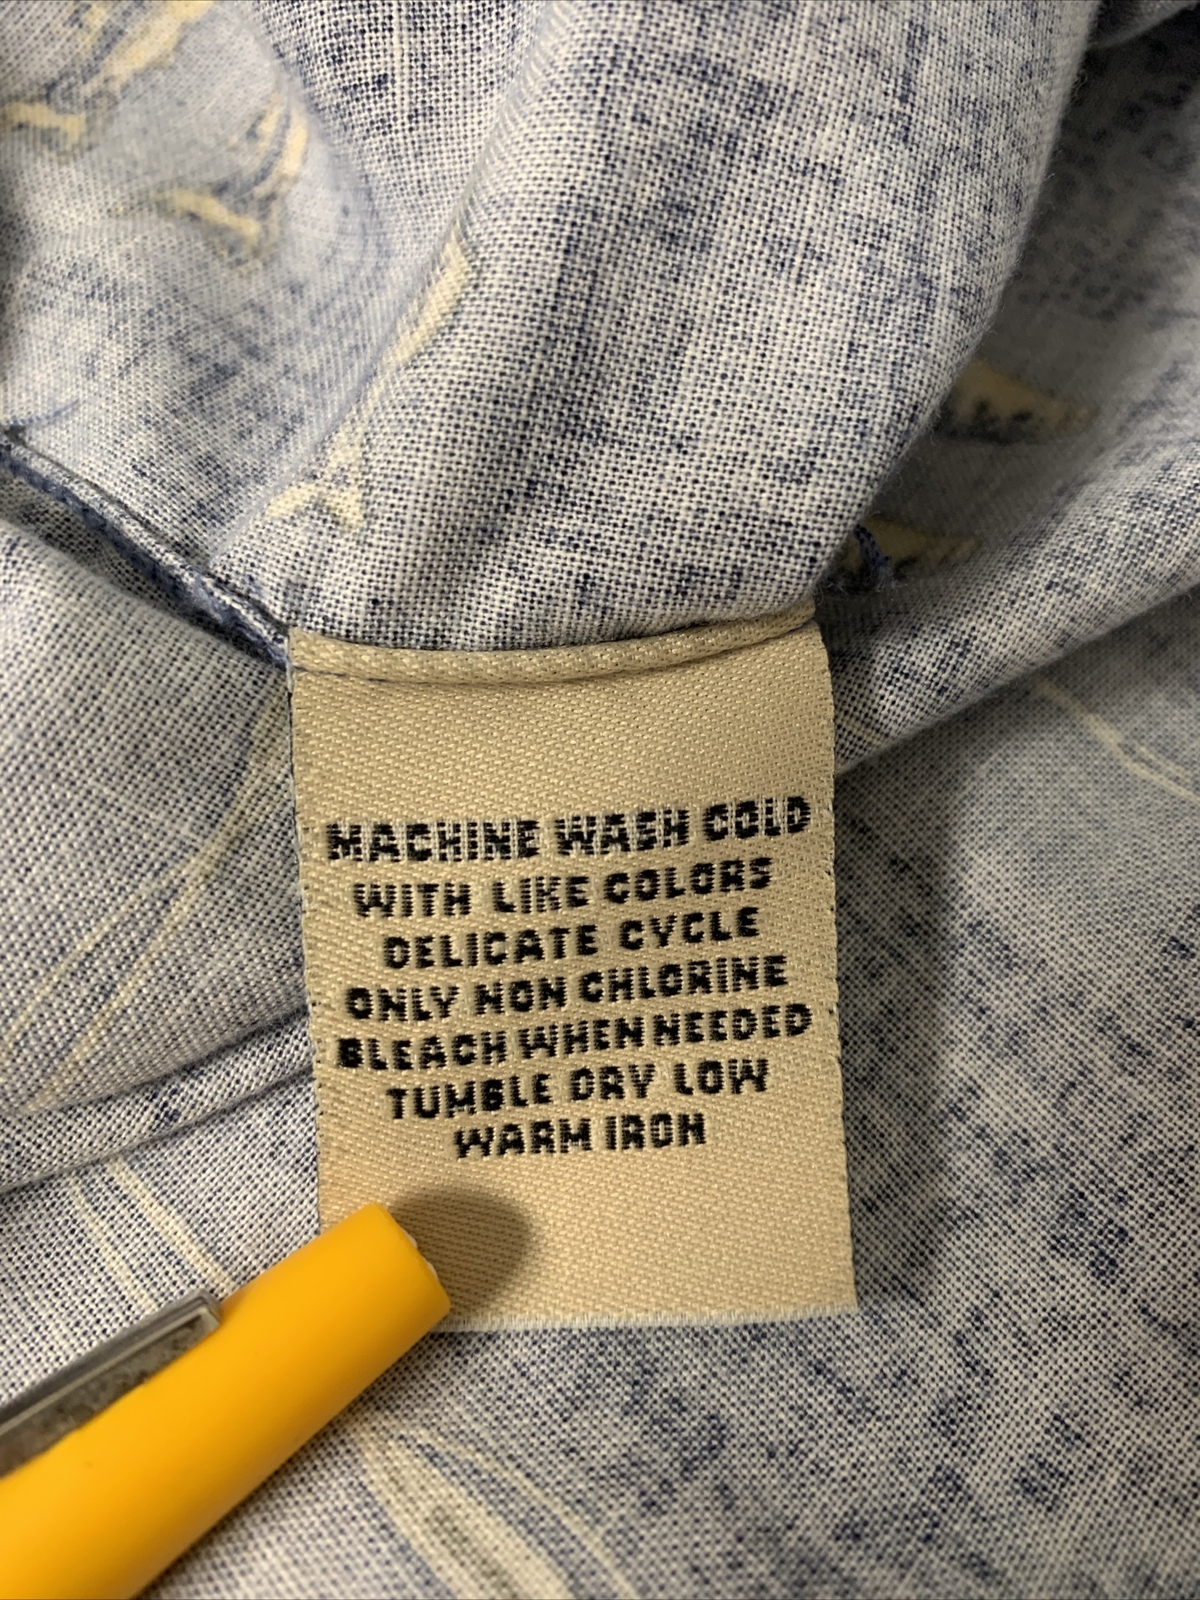 MACHINE WASH COLD
WITH LIKE COLORS
DELICATE CYCLE
ONLY NON CHLORINE
BLEACH WHEN NEEDED
TUMBLE DRY LOW
WARM IRON